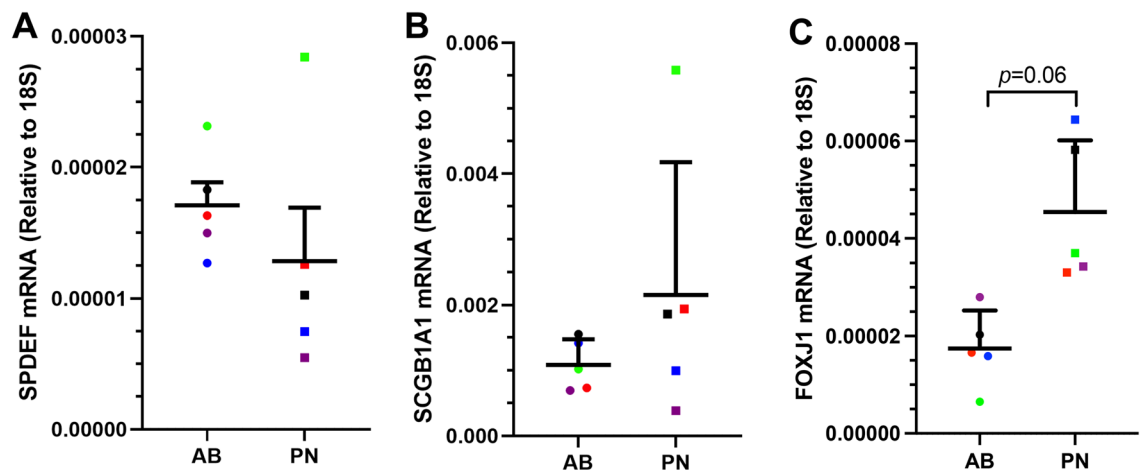 A
SPDEF mRNA (Relative to 18S)
0.00003
0.00002
0.00001
0.00000
AB
PN
B
SCGB1A1 mRNA (Relative to 18S)
0.006
0.004
0.002
0.000
AB
PN
C
FOXJ1 mRNA (Relative to 18S)
0.00008
0.00006
0.00004
0.00002
0.00000
p=0.06
AB
PN